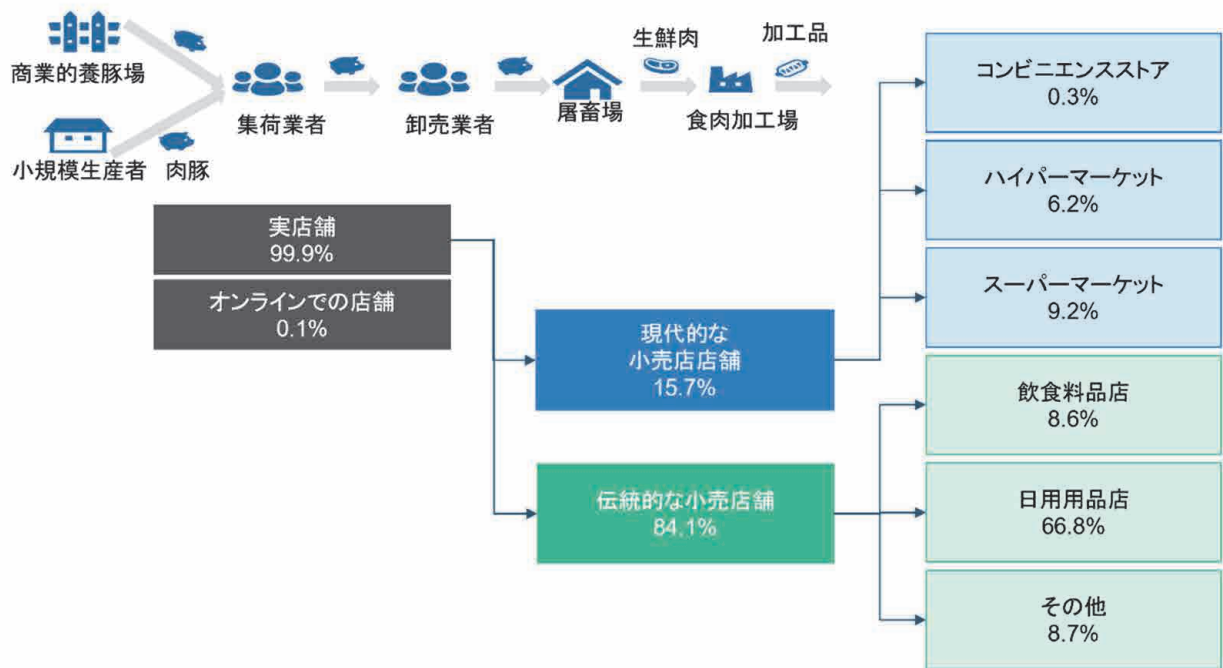 商業的養豚場
小規模生産者
肉豚
集荷業者
卸売業者
屠畜場
生鮮肉
食肉加工場
加工品
実店舗
99.9%
オンラインでの店舗
0.1%
現代的な
小売店店舗
15.7%
伝統的な小売店舗
84.1%
コンビニエンスストア
0.3%
ハイパーマーケット
6.2%
スーパーマーケット
9.2%
飲食料品店
8.6%
日用用品店
66.8%
その他
8.7%